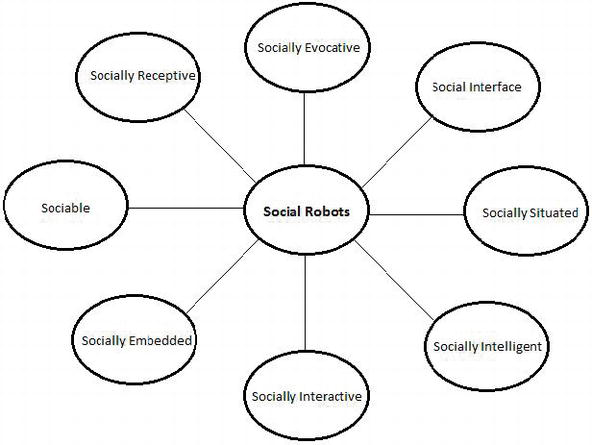 Socially Evocative
Socially Receptive
Social Interface
Sociable
Social Robots
Socially Situated
Socially Embedded
Socially Intelligent
Socially Interactive